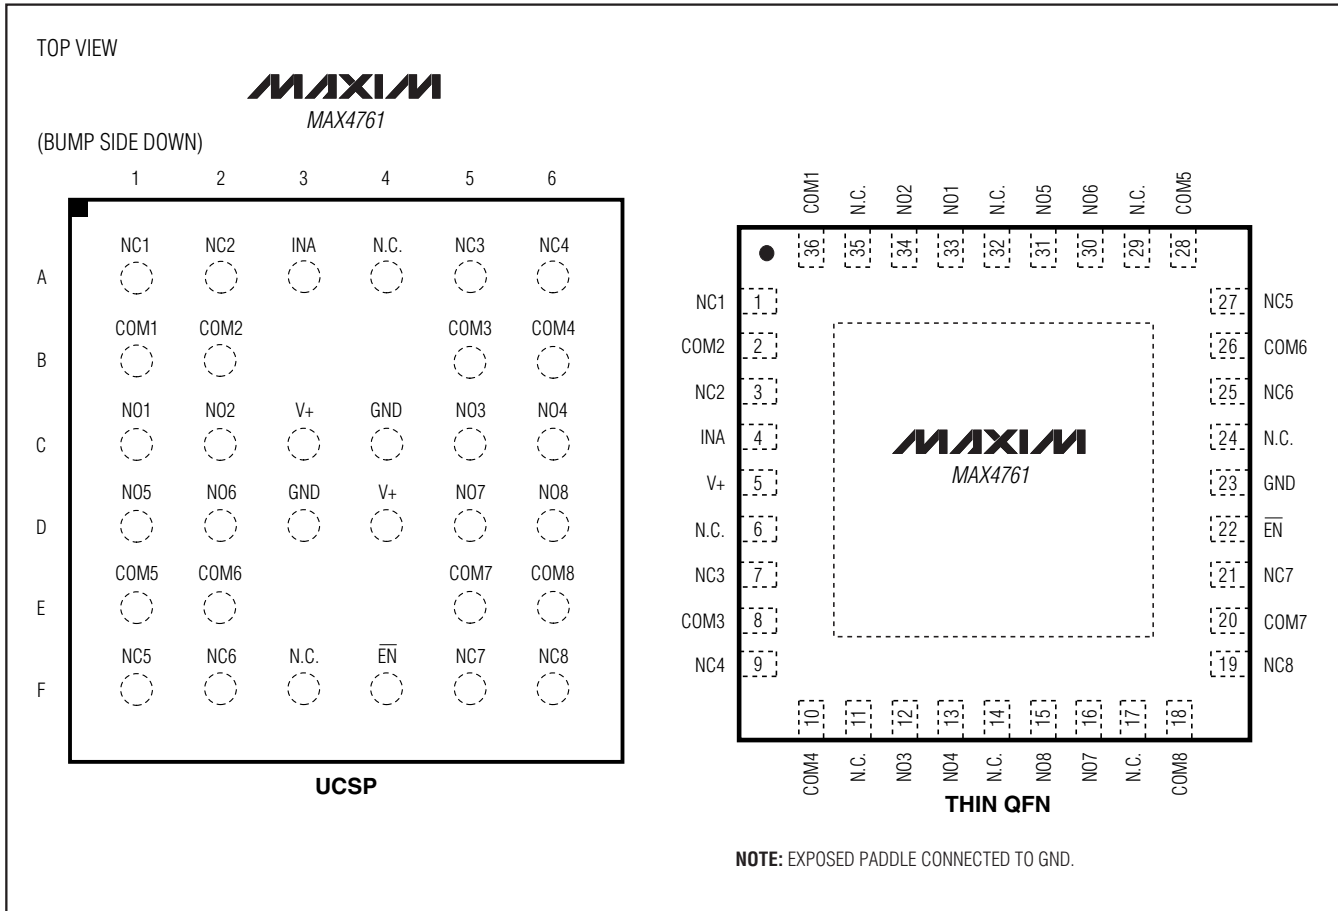 TOP VIEW
MAXIM
MAX4761
(BUMP SIDE DOWN)
1 2 3 4 5 6
NC1 NC2 INA N.C. NC3 NC4
A
COM1 COM2 COM3 COM4
B
NO1 NO2 V+ GND NO3 NO4
C
NO5 NO6 GND V+ NO7 NO8
D
COM5 COM6 COM7 COM8
E
NC5 NC6 N.C. E̅N̅ NC7 NC8
F
UCSP
COM1 N.C. NO2 NO1 N.C. NO5 NO6 N.C. COM5
36 35 34 33 32 31 30 29 28
NC1 1 27 NC5
COM2 2 26 COM6
NC2 3 25 NC6
INA 4 24 N.C.
V+ 5 23 GND
N.C. 6 22 E̅N̅
NC3 7 21 NC7
COM3 8 20 COM7
NC4 9 19 NC8
MAXIM
MAX4761
10 11 12 13 14 15 16 17 18
COM4 N.C. NO3 NO4 N.C. NO8 NO7 N.C. COM8
THIN QFN
NOTE: EXPOSED PADDLE CONNECTED TO GND.